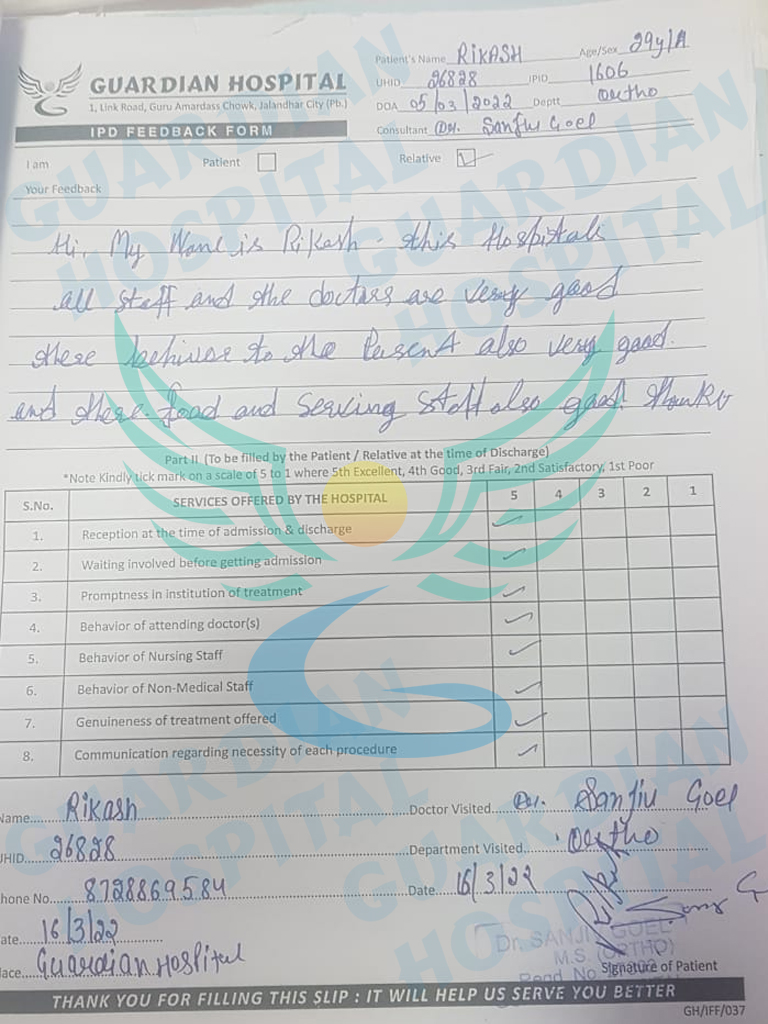 GUARDIAN HOSPITAL
1, Link Road, Guru Amardass Chowk, Jalandhar City (Pb.)
IPD FEEDBACK FORM
Patient's Name RIKASH Age/Sex 29y/
UHID 26828 IPID 1606
DOA 05/03/2022 Deptt Ortho
Consultant Dr. Sanjiu Goel
I am Patient Relative
Your Feedback
Hi, My Name is Rikash. this Hospitals
all staff and the doctors are very good
there behiver to the Pasent also very good.
and there food and Serving staff also good. thanks
Part II (To be filled by the Patient / Relative at the time of Discharge)
*Note Kindly tick mark on a scale of 5 to 1 where 5th Excellent, 4th Good, 3rd Fair, 2nd Satisfactory, 1st Poor
S.No. SERVICES OFFERED BY THE HOSPITAL 5 4 3 2 1
1. Reception at the time of admission & discharge
2. Waiting involved before getting admission
3. Promptness in institution of treatment
4. Behavior of attending doctor(s)
5. Behavior of Nursing Staff
6. Behavior of Non-Medical Staff
7. Genuineness of treatment offered
8. Communication regarding necessity of each procedure
Name Rikash Doctor Visited Dr. Sanjiu Goel
UHID 26828 Department Visited Ortho
Phone No. 8728869584 Date 16/3/22
Date 16/3/22
Place Guardian Hospital
Dr. SANJIV GOEL
M.S. (ORTHO)
Signature of Patient
THANK YOU FOR FILLING THIS SLIP : IT WILL HELP US SERVE YOU BETTER
GH/IFF/037
GUARDIAN HOSPITAL